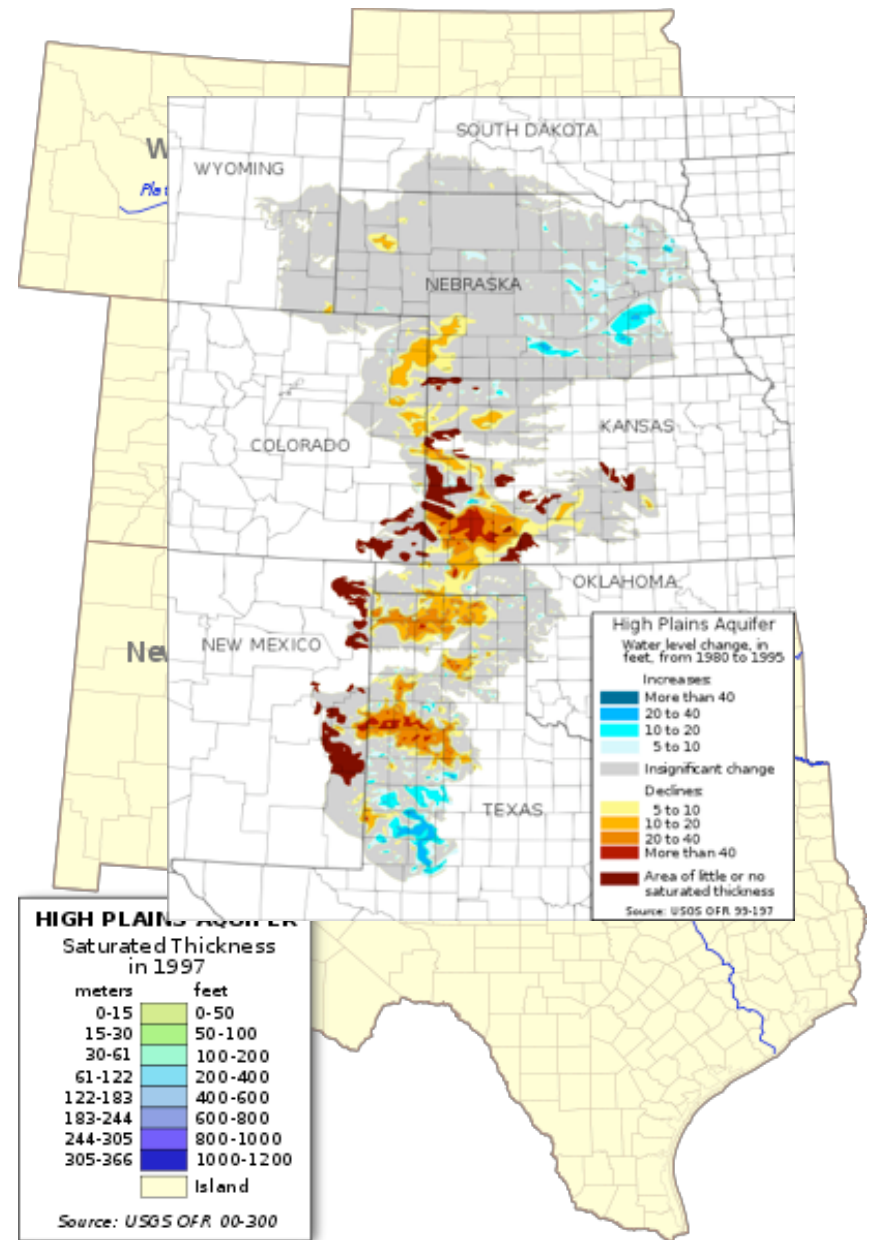 W
Pla
New
SOUTH DAKOTA
WYOMING
NEBRASKA
KANSAS
COLORADO
OKLAHOMA
NEW MEXICO
TEXAS
High Plains Aquifer
Water level change, in
feet, from 1980 to 1995
Increases:
More than 40
20 to 40
10 to 20
5 to 10
Insignificant change
Declines:
5 to 10
10 to 20
20 to 40
More than 40
Area of little or no
saturated thickness
Source: USGS OFR 99-197
HIGH PLAINS AQUIFER
Saturated Thickness
in 1997
meters feet
0-15 0-50
15-30 50-100
30-61 100-200
61-122 200-400
122-183 400-600
183-244 600-800
244-305 800-1000
305-366 1000-1200
Island
Source: USGS OFR 00-300